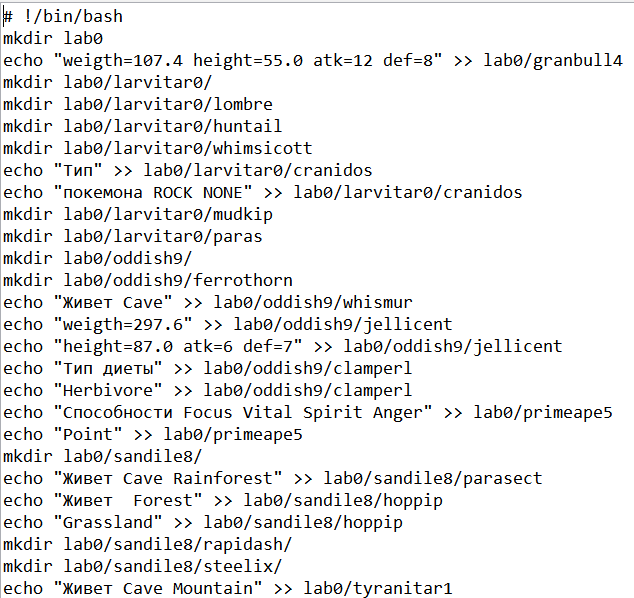 # !/bin/bash
mkdir lab0
echo "weigth=107.4 height=55.0 atk=12 def=8" >> lab0/granbull4
mkdir lab0/larvitar0/
mkdir lab0/larvitar0/lombre
mkdir lab0/larvitar0/huntail
mkdir lab0/larvitar0/whimsicott
echo "Тип" >> lab0/larvitar0/cranidos
echo "покемона ROCK NONE" >> lab0/larvitar0/cranidos
mkdir lab0/larvitar0/mudkip
mkdir lab0/larvitar0/paras
mkdir lab0/oddish9/
mkdir lab0/oddish9/ferrothorn
echo "Живет Cave" >> lab0/oddish9/whismur
echo "weigth=297.6" >> lab0/oddish9/jellicent
echo "height=87.0 atk=6 def=7" >> lab0/oddish9/jellicent
echo "Тип диеты" >> lab0/oddish9/clamperl
echo "Herbivore" >> lab0/oddish9/clamperl
echo "Способности Focus Vital Spirit Anger" >> lab0/primeape5
echo "Point" >> lab0/primeape5
mkdir lab0/sandile8/
echo "Живет Cave Rainforest" >> lab0/sandile8/parasect
echo "Живет  Forest" >> lab0/sandile8/hoppip
echo "Grassland" >> lab0/sandile8/hoppip
mkdir lab0/sandile8/rapidash/
mkdir lab0/sandile8/steelix/
echo "Живет Cave Mountain" >> lab0/tyranitar1